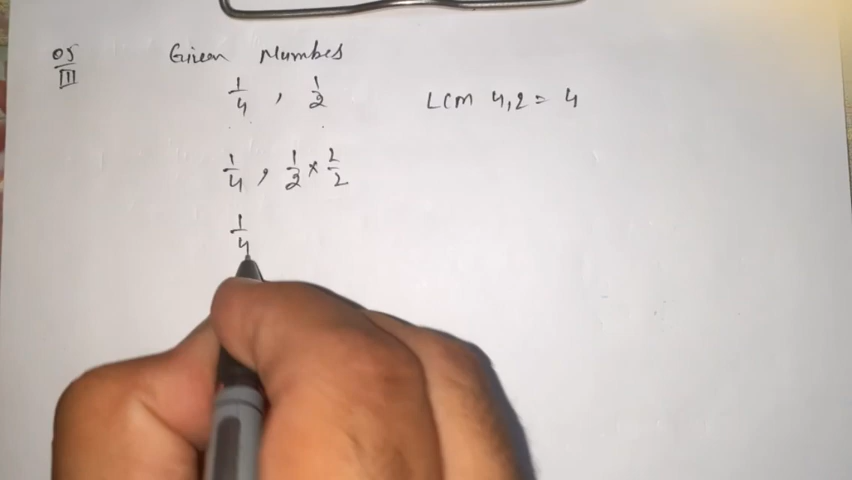 05
III
Given Numbes
1/4 , 1/2
LCM 4,2 = 4
1/4 , 1/2 × 2/2
1/4